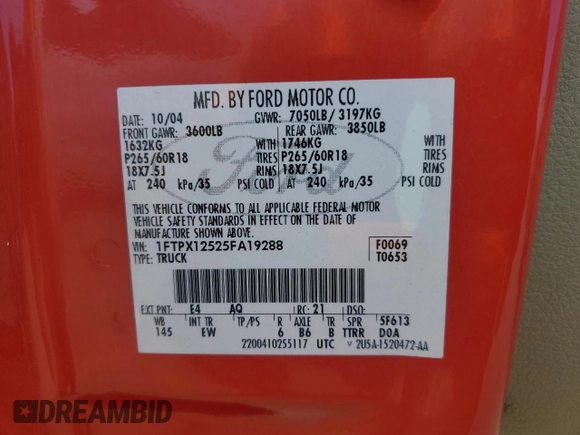 MFD. BY FORD MOTOR CO.
DATE: 10/04 GVWR: 7050LB/ 3197KG
FRONT GAWR: 3600LB REAR GAWR: 3850LB
1632KG WITH 1746KG WITH
P265/60R18 TIRES P265/60R18 TIRES
18X7.5J RIMS 18X7.5J RIMS
AT 240 kPa/35 PSI COLD AT 240 kPa/35 PSI COLD
Ford
THIS VEHICLE CONFORMS TO ALL APPLICABLE FEDERAL MOTOR
VEHICLE SAFETY STANDARDS IN EFFECT ON THE DATE OF
MANUFACTURE SHOWN ABOVE.
VIN: 1FTPX12525FA19288 F0069
TYPE: TRUCK T0653
EXT PNT: E4 AQ RC: 21 DSO:
WB INT TR TP/PS R AXLE TR SPR 5F613
145 EW 6 B6 B TTRR DOA
2200410255117 UTC 2U5A-1520472-AA
DREAMBID